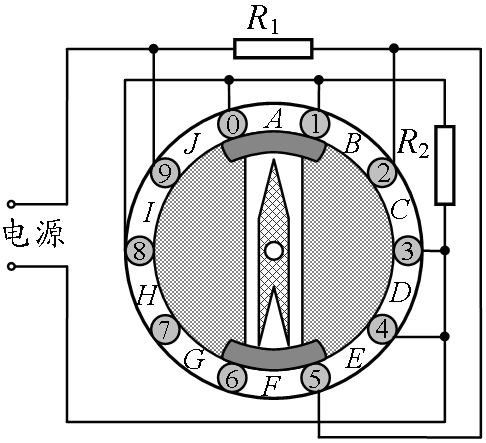 R1
R2
0 A 1
J B
9 2
I C
电源
8 3
H D
7 4
G E
6 F 5